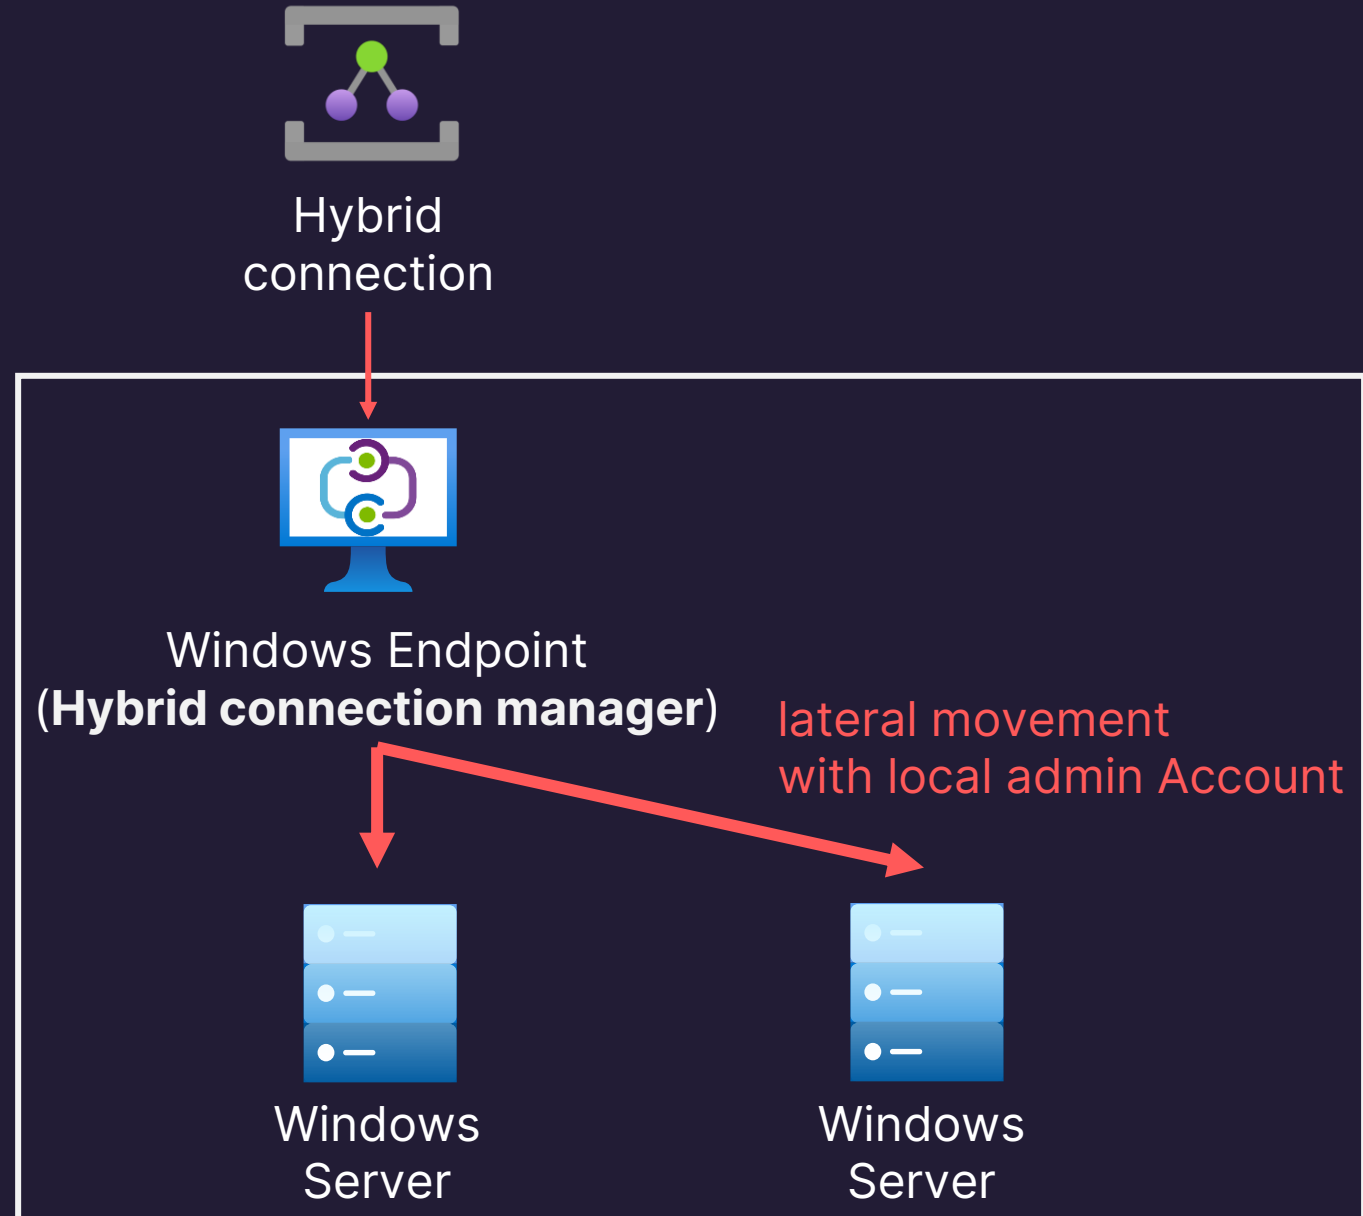 Hybrid
connection
Windows Endpoint
(Hybrid connection manager)
lateral movement
with local admin Account
Windows
Server
Windows
Server